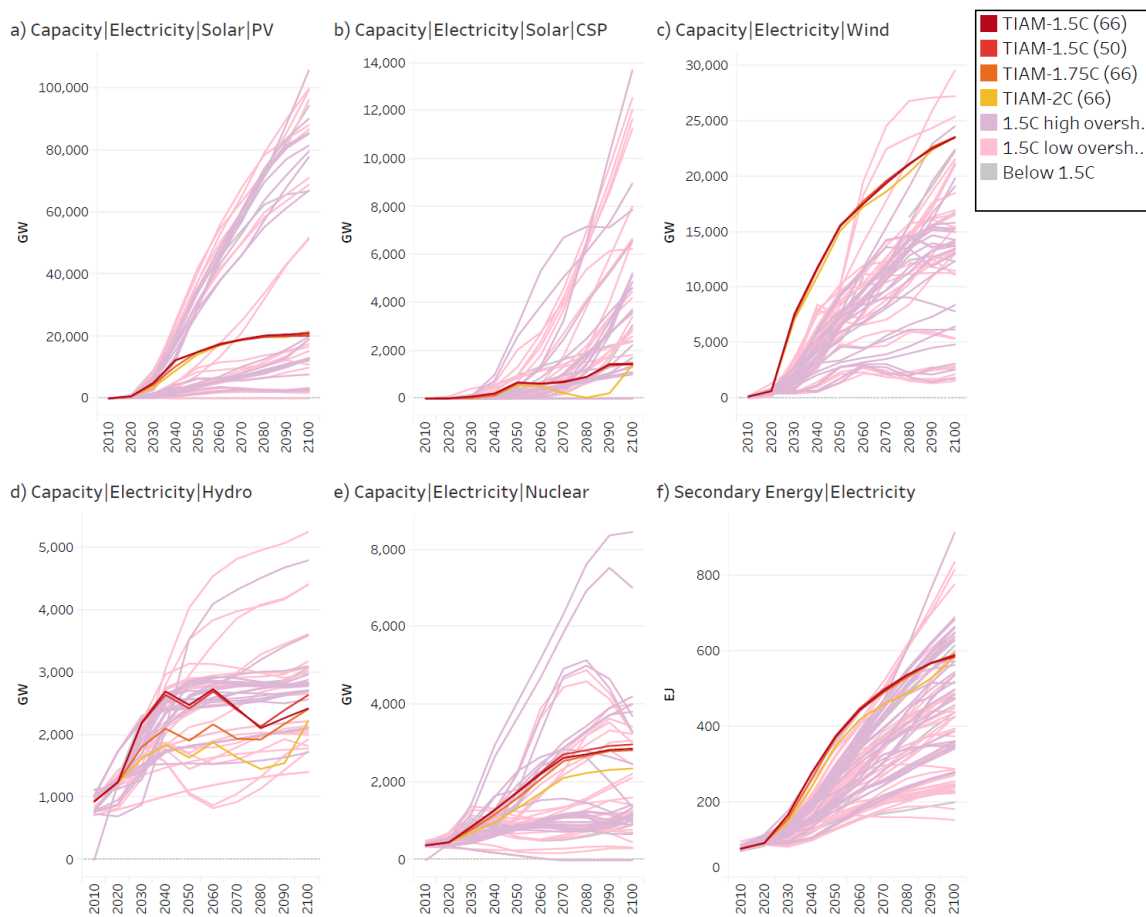 a) Capacity|Electricity|Solar|PV
b) Capacity|Electricity|Solar|CSP
c) Capacity|Electricity|Wind
TIAM-1.5C (66)
TIAM-1.5C (50)
TIAM-1.75C (66)
TIAM-2C (66)
1.5C high oversh..
1.5C low oversh..
Below 1.5C
100,000
80,000
60,000
40,000
20,000
0
GW
2010 2020 2030 2040 2050 2060 2070 2080 2090 2100
14,000
12,000
10,000
8,000
6,000
4,000
2,000
0
GW
2010 2020 2030 2040 2050 2060 2070 2080 2090 2100
30,000
25,000
20,000
15,000
10,000
5,000
0
GW
2010 2020 2030 2040 2050 2060 2070 2080 2090 2100
d) Capacity|Electricity|Hydro
e) Capacity|Electricity|Nuclear
f) Secondary Energy|Electricity
5,000
4,000
3,000
2,000
1,000
0
GW
2010 2020 2030 2040 2050 2060 2070 2080 2090 2100
8,000
6,000
4,000
2,000
0
GW
2010 2020 2030 2040 2050 2060 2070 2080 2090 2100
800
600
400
200
0
EJ
2010 2020 2030 2040 2050 2060 2070 2080 2090 2100